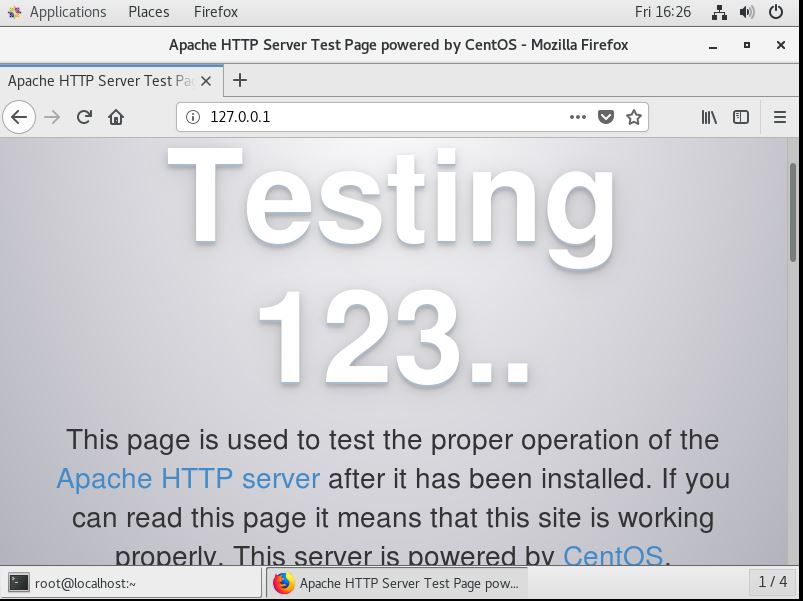 Applications Places Firefox Fri 16:26
Apache HTTP Server Test Page powered by CentOS - Mozilla Firefox
Apache HTTP Server Test Pa
127.0.0.1
Testing
123..
This page is used to test the proper operation of the
Apache HTTP server after it has been installed. If you
can read this page it means that this site is working
properly. This server is powered by CentOS.
root@localhost:~ Apache HTTP Server Test Page pow... 1 / 4